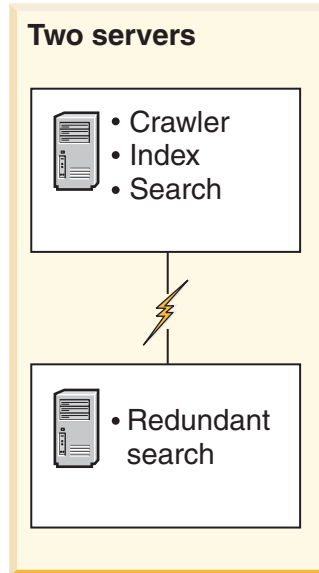 Two servers
• Crawler
• Index
• Search
• Redundant
search